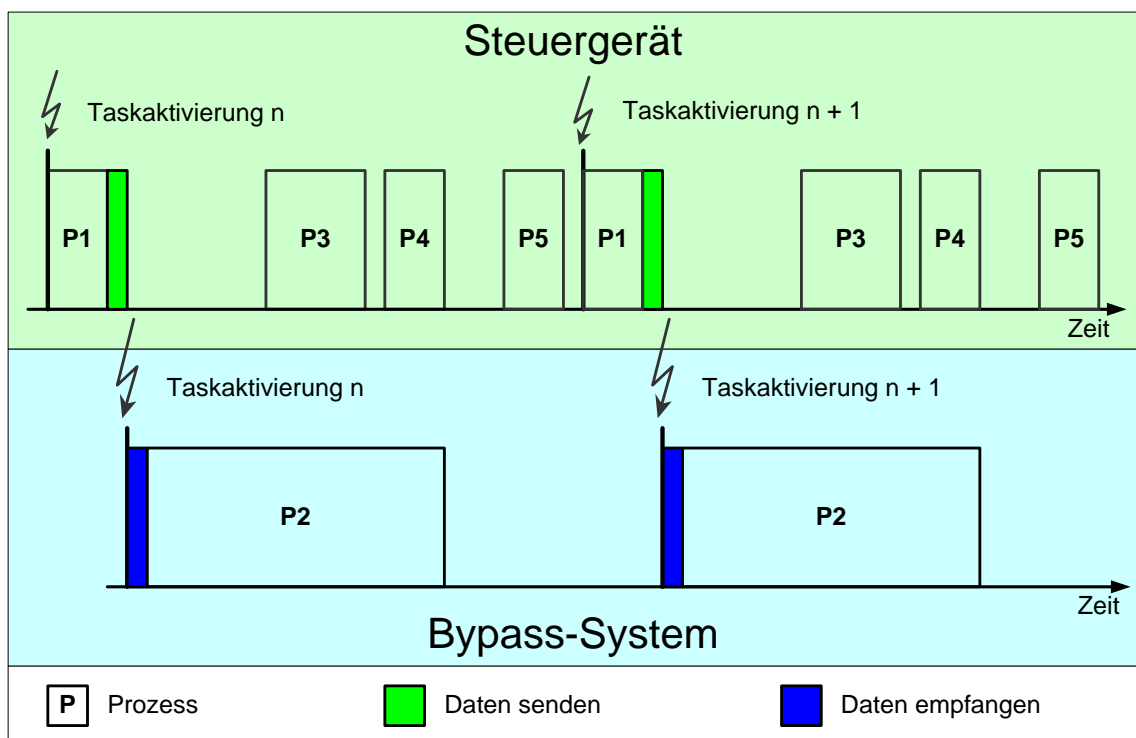 Steuergerät
Taskaktivierung n
Taskaktivierung n + 1
P1
P3
P4
P5
P1
P3
P4
P5
Zeit
Taskaktivierung n
Taskaktivierung n + 1
P2
P2
Zeit
Bypass-System
P Prozess
Daten senden
Daten empfangen